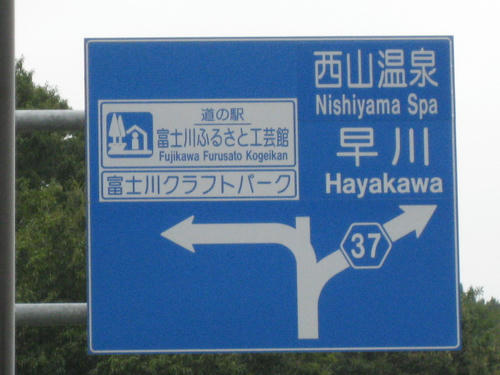 道の駅
富士川ふるさと工芸館
Fujikawa Furusato Kogeikan
富士川クラフトパーク
西山温泉
Nishiyama Spa
早川
Hayakawa
37